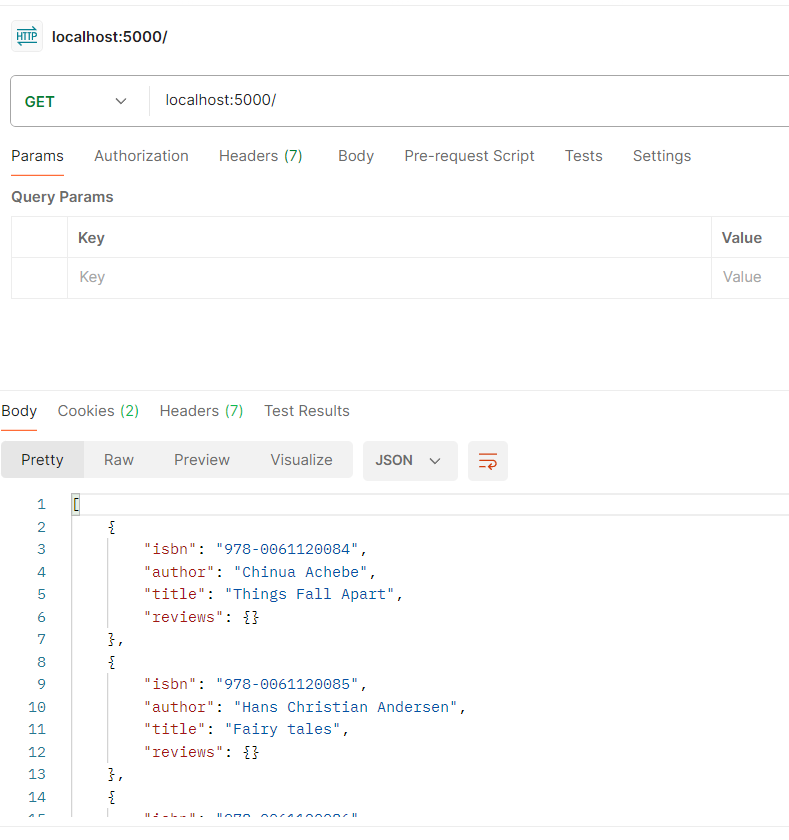 HTTP localhost:5000/
GET localhost:5000/
Params Authorization Headers (7) Body Pre-request Script Tests Settings
Query Params
Key Value
Key Value
Body Cookies (2) Headers (7) Test Results
Pretty Raw Preview Visualize JSON
1 [
2 {
3 "isbn": "978-0061120084",
4 "author": "Chinua Achebe",
5 "title": "Things Fall Apart",
6 "reviews": {}
7 },
8 {
9 "isbn": "978-0061120085",
10 "author": "Hans Christian Andersen",
11 "title": "Fairy tales",
12 "reviews": {}
13 },
14 {